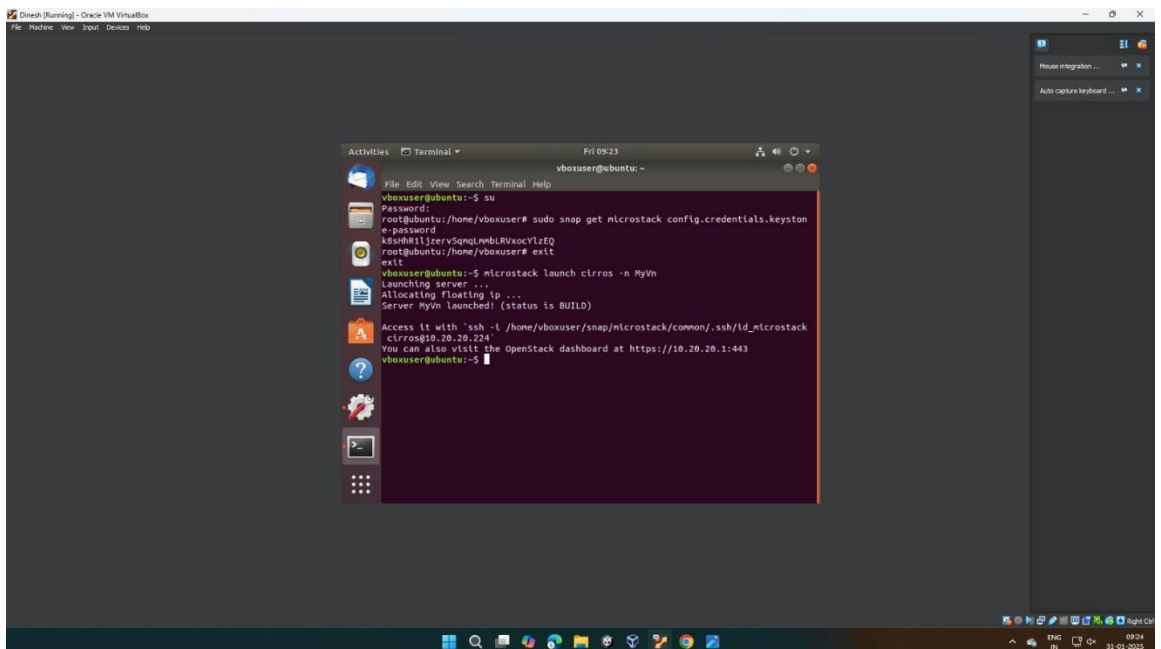 Dinesh [Running] - Oracle VM VirtualBox
File Machine View Input Devices Help
Mouse integration ...
Auto capture keyboard ...
Activities Terminal Fri 09:23
vboxuser@ubuntu: ~
File Edit View Search Terminal Help
vboxuser@ubuntu:~$ su
Password:
root@ubuntu:/home/vboxuser# sudo snap get microstack config.credentials.keyston
e-password
k8sHhR1ljzerv5qmqLmmbLRVxocYlzEQ
root@ubuntu:/home/vboxuser# exit
exit
vboxuser@ubuntu:~$ microstack launch cirros -n MyVn
Launching server ...
Allocating floating ip ...
Server MyVn launched! (status is BUILD)
Access it with `ssh -i /home/vboxuser/snap/microstack/common/.ssh/id_microstack
cirros@10.20.20.224`
You can also visit the OpenStack dashboard at https://10.20.20.1:443
vboxuser@ubuntu:~$
Right Ctrl
ENG
IN
09:24
31-01-2025